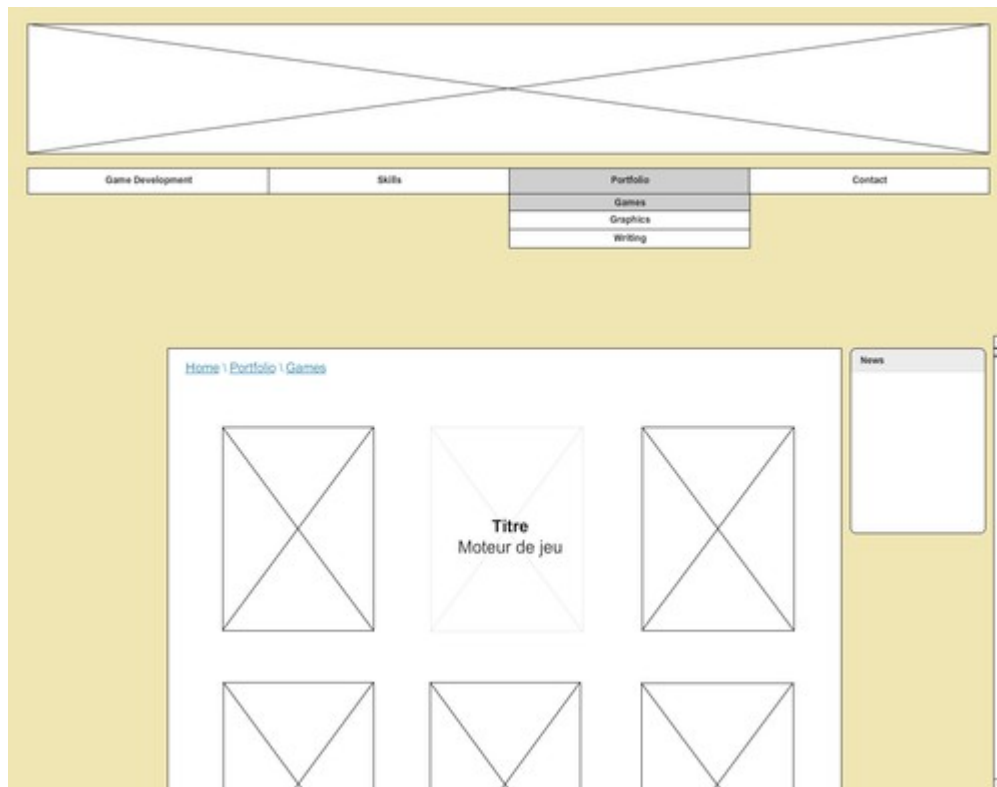 Game Development Skills Portfolio Contact
Games
Graphics
Writing
Home \ Portfolio \ Games
News
Titre
Moteur de jeu